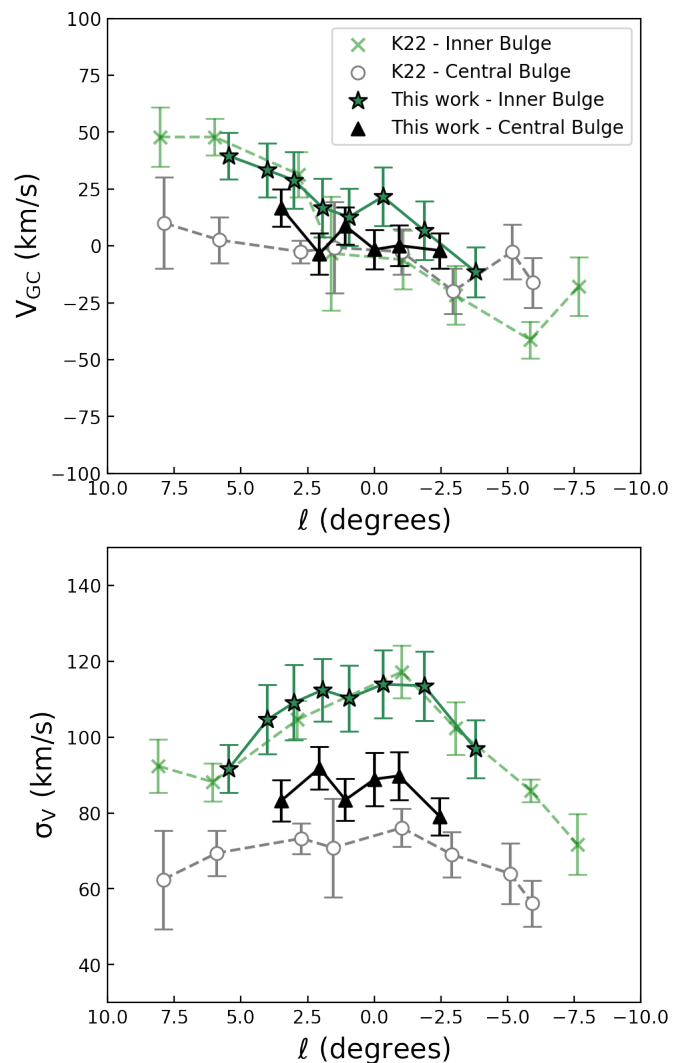 100
75
50
25
0
−25
−50
−75
−100
V_GC (km/s)
K22 - Inner Bulge
K22 - Central Bulge
This work - Inner Bulge
This work - Central Bulge
10.0 7.5 5.0 2.5 0.0 −2.5 −5.0 −7.5 −10.0
ℓ (degrees)
140
120
100
80
60
40
σ_V (km/s)
10.0 7.5 5.0 2.5 0.0 −2.5 −5.0 −7.5 −10.0
ℓ (degrees)